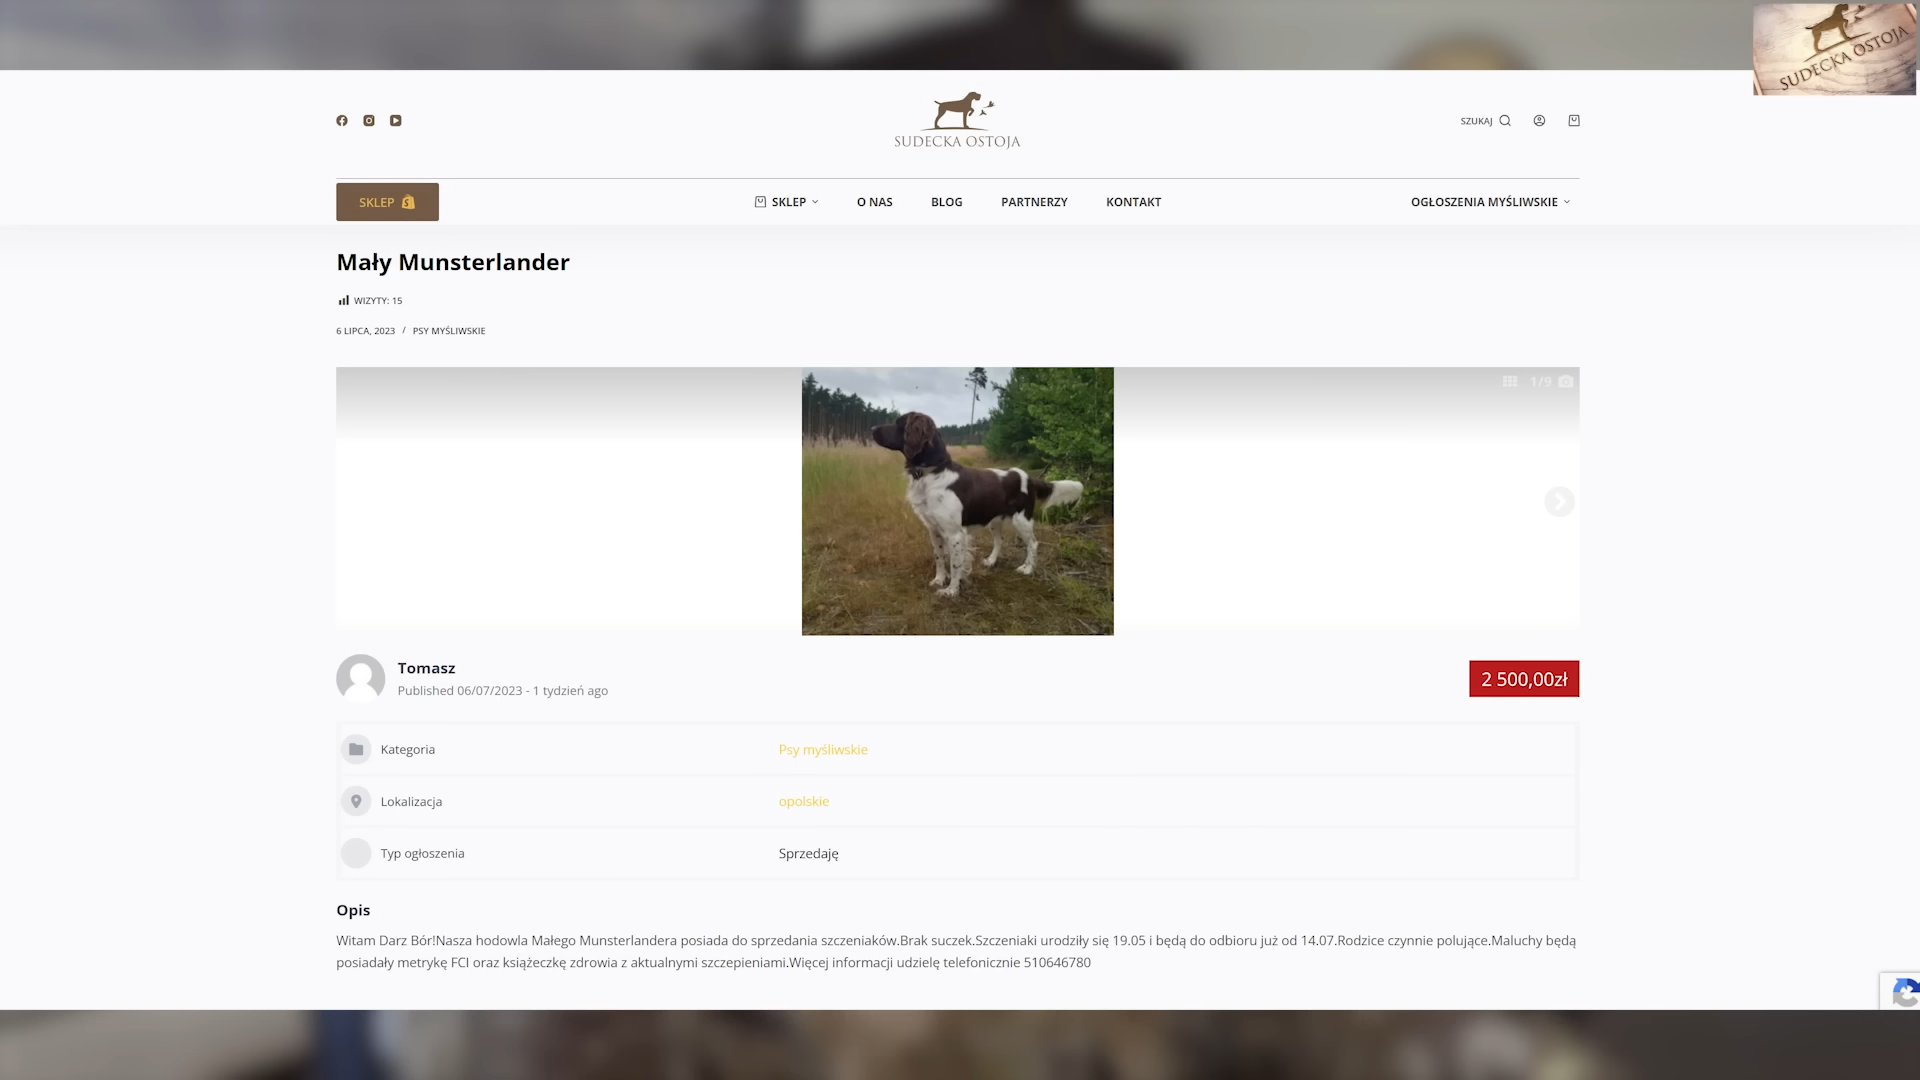 SUDECKA OSTOJA
SUDECKA OSTOJA
SZUKAJ
SKLEP
SKLEP
O NAS
BLOG
PARTNERZY
KONTAKT
OGŁOSZENIA MYŚLIWSKIE
Mały Munsterlander
WIZYTY: 15
6 LIPCA, 2023 / PSY MYŚLIWSKIE
1/9
Tomasz
Published 06/07/2023 - 1 tydzień ago
2 500,00zł
Kategoria
Psy myśliwskie
Lokalizacja
opolskie
Typ ogłoszenia
Sprzedaję
Opis
Witam Darz Bór!Nasza hodowla Małego Munsterlandera posiada do sprzedania szczeniaków.Brak suczek.Szczeniaki urodziły się 19.05 i będą do odbioru już od 14.07.Rodzice czynnie polujące.Maluchy będą
posiadały metrykę FCI oraz książeczkę zdrowia z aktualnymi szczepieniami.Więcej informacji udzielę telefonicznie 510646780